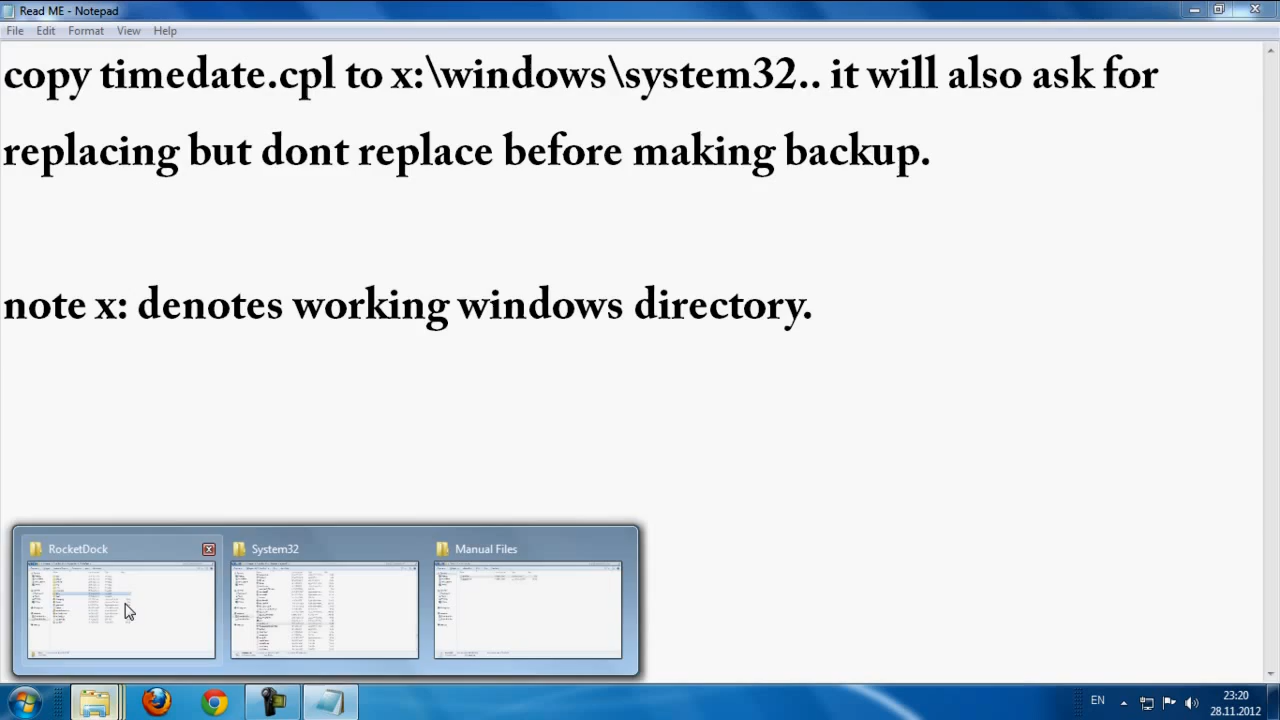 Read ME - Notepad
File Edit Format View Help
copy timedate.cpl to x:\windows\system32.. it will also ask for
replacing but dont replace before making backup.
note x: denotes working windows directory.
RocketDock System32 Manual Files
EN 23:20
28.11.2012